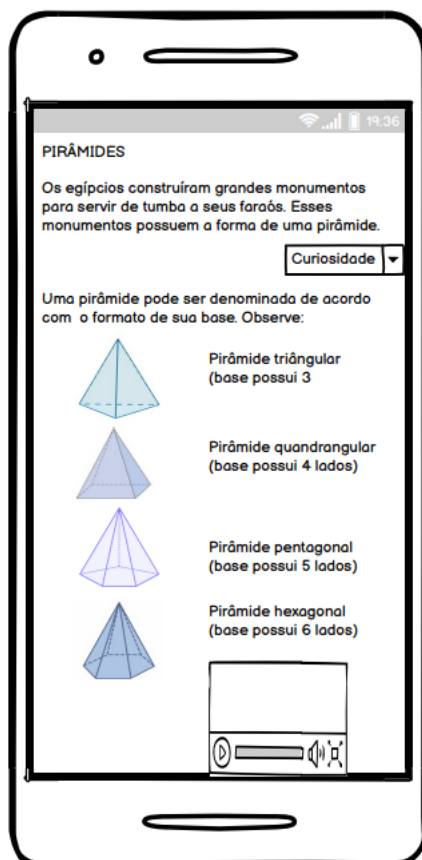 19:36
PIRÂMIDES
Os egípcios construíram grandes monumentos
para servir de tumba a seus faraós. Esses
monumentos possuem a forma de uma pirâmide.
Curiosidade
Uma pirâmide pode ser denominada de acordo
com o formato de sua base. Observe:
Pirâmide triângular
(base possui 3
Pirâmide quandrangular
(base possui 4 lados)
Pirâmide pentagonal
(base possui 5 lados)
Pirâmide hexagonal
(base possui 6 lados)